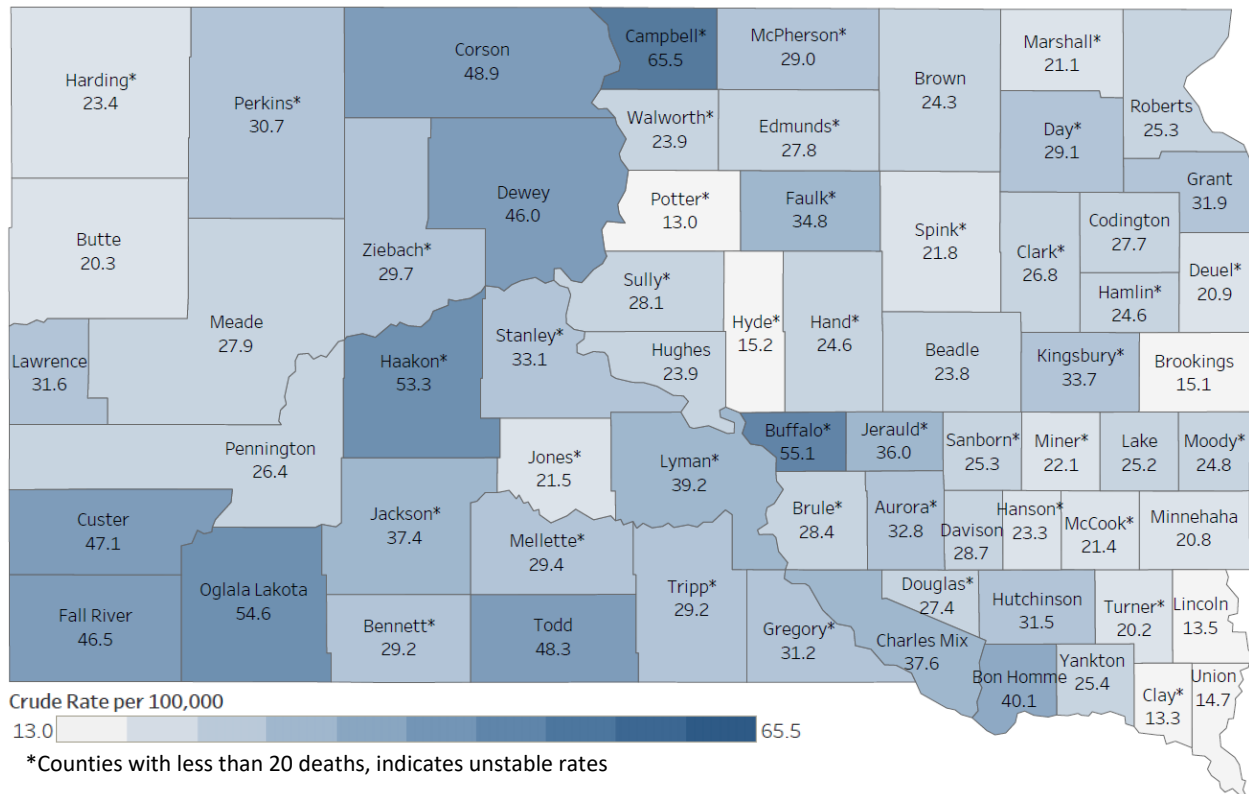 Harding*
23.4
Perkins*
30.7
Corson
48.9
Campbell*
65.5
McPherson*
29.0
Brown
24.3
Marshall*
21.1
Roberts
25.3
Walworth*
23.9
Edmunds*
27.8
Day*
29.1
Grant
31.9
Butte
20.3
Ziebach*
29.7
Dewey
46.0
Potter*
13.0
Faulk*
34.8
Spink*
21.8
Clark*
26.8
Codington
27.7
Deuel*
20.9
Hamlin*
24.6
Meade
27.9
Lawrence
31.6
Haakon*
53.3
Stanley*
33.1
Sully*
28.1
Hughes
23.9
Hyde*
15.2
Hand*
24.6
Beadle
23.8
Kingsbury*
33.7
Brookings
15.1
Pennington
26.4
Jones*
21.5
Lyman*
39.2
Buffalo*
55.1
Jerauld*
36.0
Sanborn*
25.3
Miner*
22.1
Lake
25.2
Moody*
24.8
Custer
47.1
Jackson*
37.4
Mellette*
29.4
Brule*
28.4
Aurora*
32.8
Davison
28.7
Hanson*
23.3
McCook*
21.4
Minnehaha
20.8
Fall River
46.5
Oglala Lakota
54.6
Bennett*
29.2
Todd
48.3
Tripp*
29.2
Gregory*
31.2
Charles Mix
37.6
Douglas*
27.4
Hutchinson
31.5
Turner*
20.2
Lincoln
13.5
Bon Homme
40.1
Yankton
25.4
Clay*
13.3
Union
14.7
Crude Rate per 100,000
13.0 65.5
*Counties with less than 20 deaths, indicates unstable rates